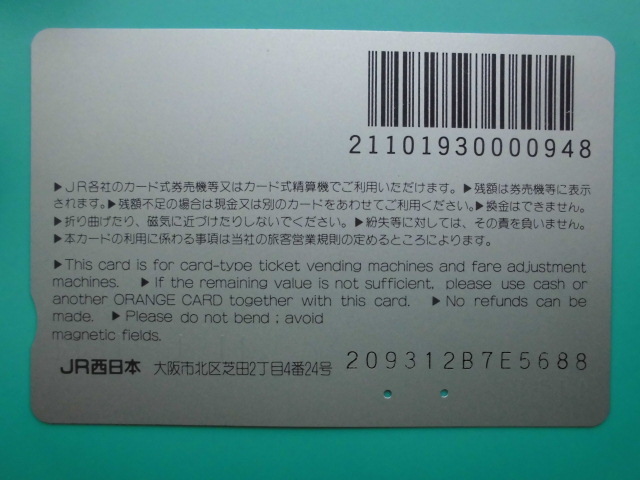 21101930000948
▶JR各社のカード式券売機等又はカード式精算機でご利用いただけます。▶残額は券売機等に表示
されます。▶残額不足の場合は現金又は別のカードをあわせてご利用ください。▶換金はできません。
▶折り曲げたり、磁気に近づけたりしないでください。▶紛失等に対しては、その責を負いません。
▶本カードの利用に係わる事項は当社の旅客営業規則の定めるところによります。
▶This card is for card-type ticket vending machines and fare adjustment
machines. ▶If the remaining value is not sufficient, please use cash or
another ORANGE CARD together with this card. ▶No refunds can be
made. ▶Please do not bend; avoid
magnetic fields.
JR西日本 大阪市北区芝田2丁目4番24号 209312B7E5688